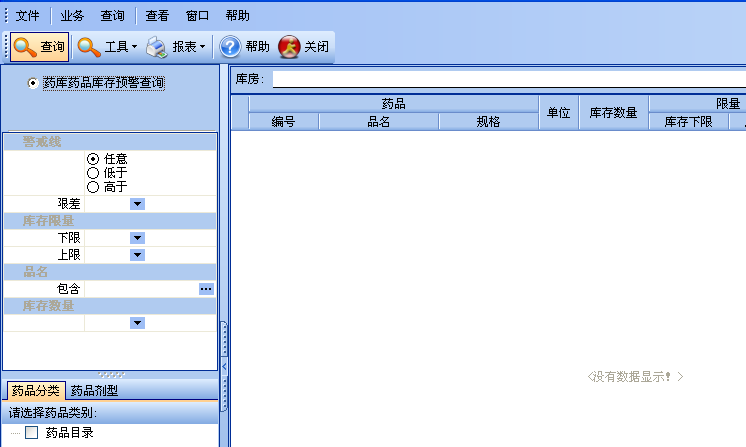 文件 业务 查询 查看 窗口 帮助
查询 工具 报表 帮助 关闭
药库药品库存预警查询
库房:
药品 单位 库存数量 限量
编号 品名 规格 库存下限
警戒线
任意
低于
高于
限差
库存限量
下限
上限
品名
包含
库存数量
<没有数据显示! >
药品分类 药品剂型
请选择药品类别:
药品目录